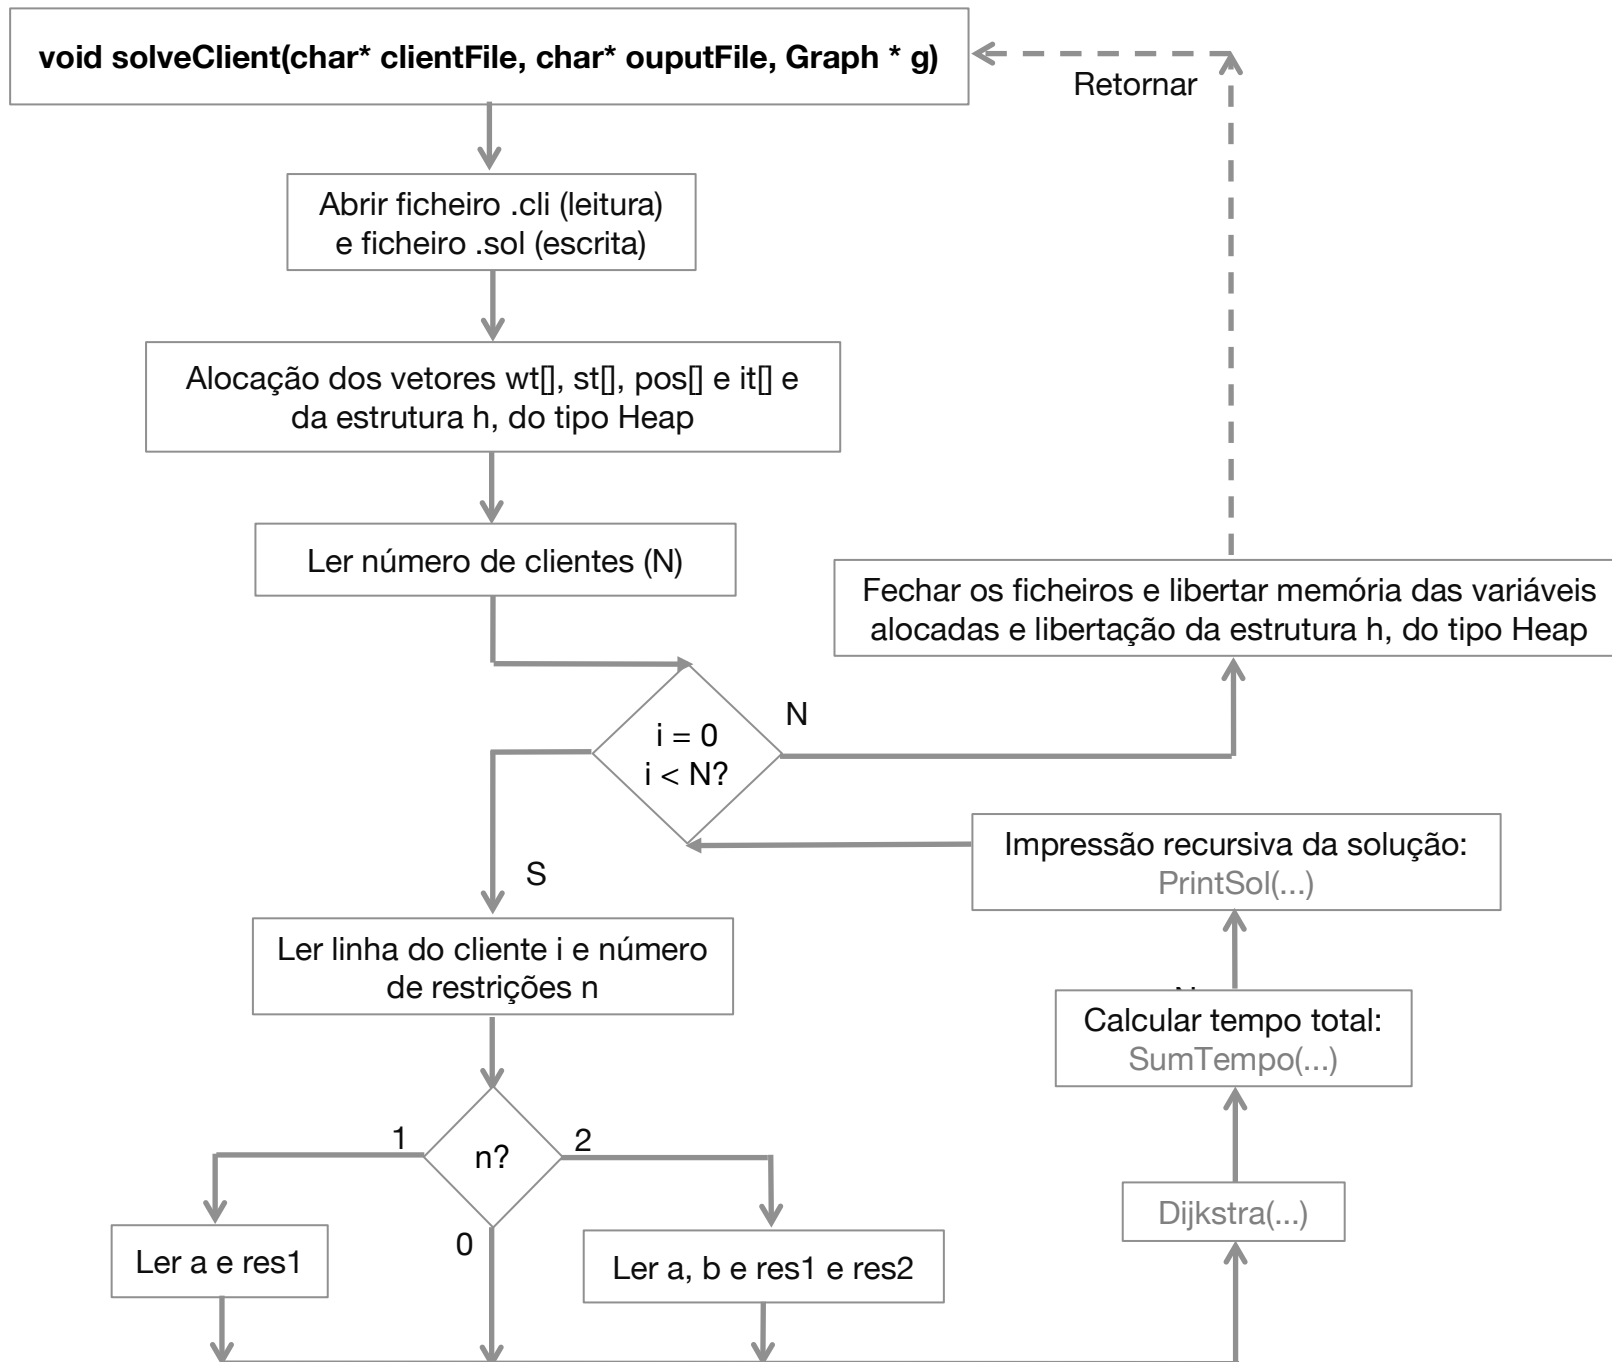 void solveClient(char* clientFile, char* ouputFile, Graph * g)
Retornar
Abrir ficheiro .cli (leitura)
e ficheiro .sol (escrita)
Alocação dos vetores wt[], st[], pos[] e it[] e
da estrutura h, do tipo Heap
Ler número de clientes (N)
Fechar os ficheiros e libertar memória das variáveis
alocadas e libertação da estrutura h, do tipo Heap
i = 0
i < N?
N
S
Impressão recursiva da solução:
PrintSol(...)
Ler linha do cliente i e número
de restrições n
Calcular tempo total:
SumTempo(...)
n?
1
2
0
Dijkstra(...)
Ler a e res1
Ler a, b e res1 e res2